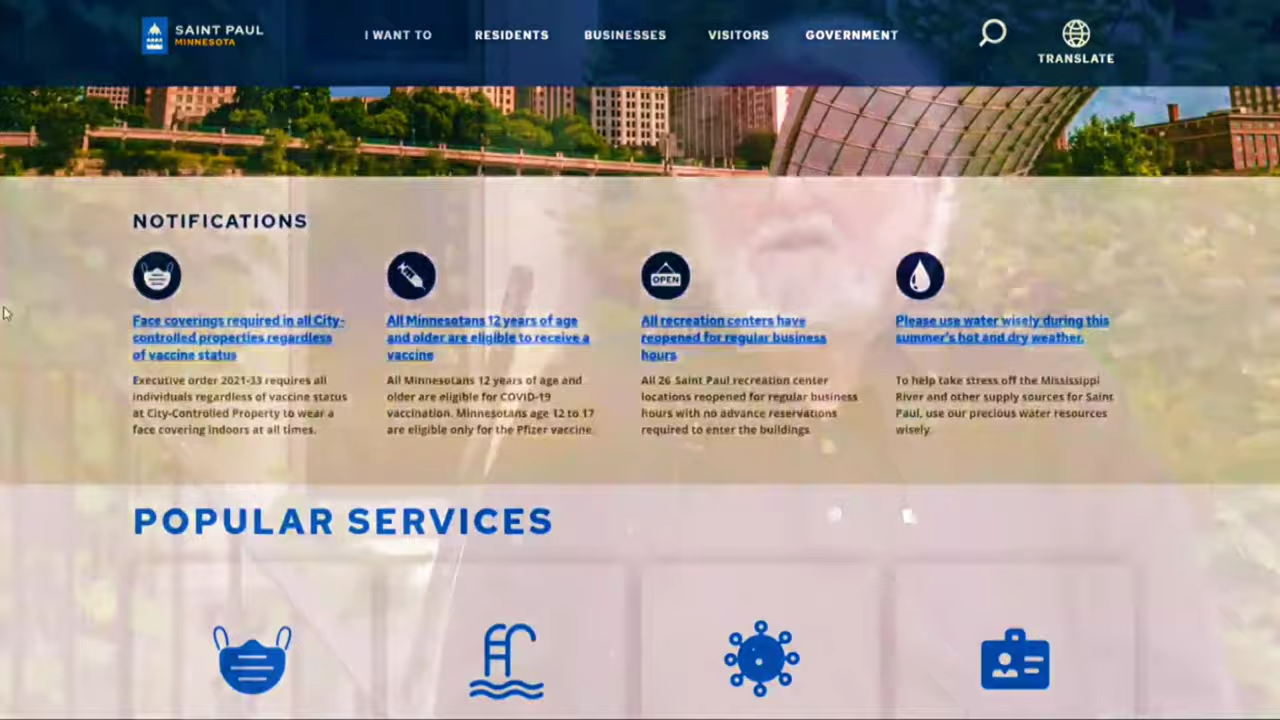 SAINT PAUL
MINNESOTA
I WANT TO
RESIDENTS
BUSINESSES
VISITORS
GOVERNMENT
TRANSLATE
NOTIFICATIONS
OPEN
Face coverings required in all City-
controlled properties regardless
of vaccine status
Executive order 2021-33 requires all
individuals regardless of vaccine status
at City-Controlled Property to wear a
face covering indoors at all times.
All Minnesotans 12 years of age
and older are eligible to receive a
vaccine
All Minnesotans 12 years of age and
older are eligible for COVID-19
vaccination. Minnesotans age 12 to 17
are eligible only for the Pfizer vaccine.
All recreation centers have
reopened for regular business
hours
All 26 Saint Paul recreation center
locations reopened for regular business
hours with no advance reservations
required to enter the buildings
Please use water wisely during this
summer's hot and dry weather.
To help take stress off the Mississippi
River and other supply sources for Saint
Paul, use our precious water resources
wisely.
POPULAR SERVICES